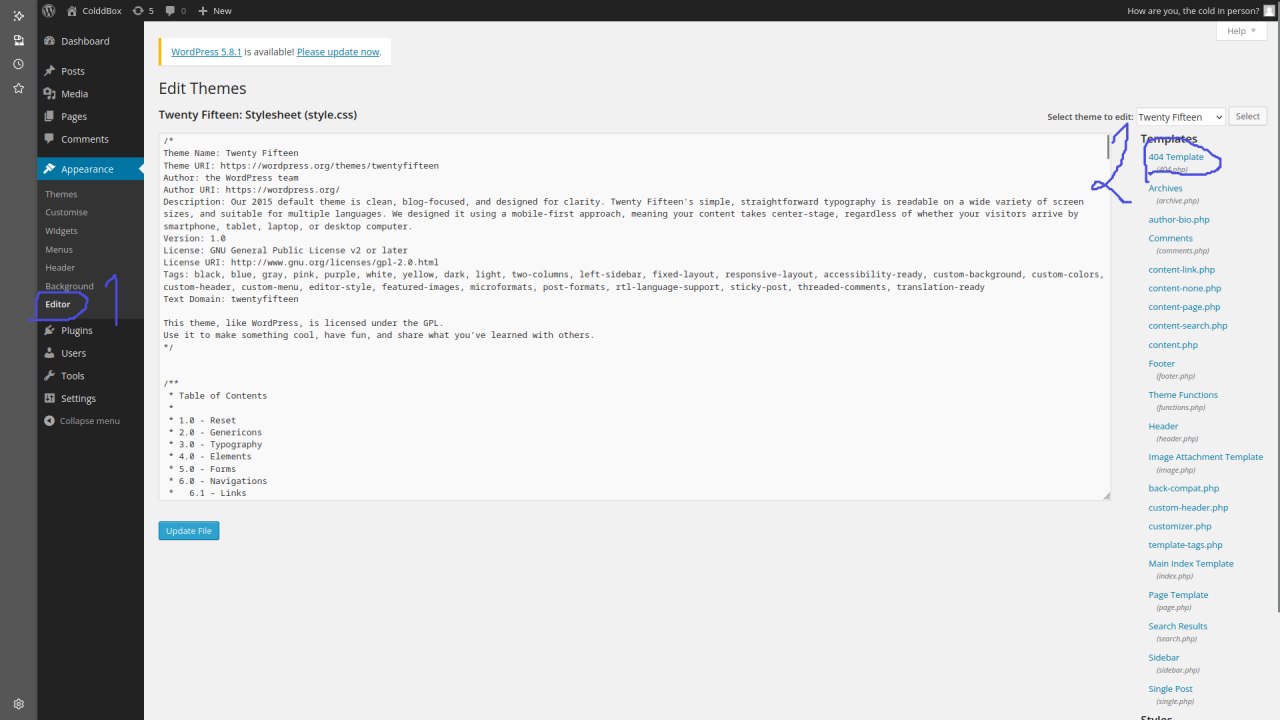 ColddBox 5 0 New How are you, the cold in person?
Help
Dashboard
Posts
Media
Pages
Comments
Appearance
Themes
Customise
Widgets
Menus
Header
Background
Editor
1
Plugins
Users
Tools
Settings
Collapse menu
WordPress 5.8.1 is available! Please update now.
Edit Themes
Twenty Fifteen: Stylesheet (style.css)
Select theme to edit: Twenty Fifteen Select
/*
Theme Name: Twenty Fifteen
Theme URI: https://wordpress.org/themes/twentyfifteen
Author: the WordPress team
Author URI: https://wordpress.org/
Description: Our 2015 default theme is clean, blog-focused, and designed for clarity. Twenty Fifteen's simple, straightforward typography is readable on a wide variety of screen
sizes, and suitable for multiple languages. We designed it using a mobile-first approach, meaning your content takes center-stage, regardless of whether your visitors arrive by
smartphone, tablet, laptop, or desktop computer.
Version: 1.0
License: GNU General Public License v2 or later
License URI: http://www.gnu.org/licenses/gpl-2.0.html
Tags: black, blue, gray, pink, purple, white, yellow, dark, light, two-columns, left-sidebar, fixed-layout, responsive-layout, accessibility-ready, custom-background, custom-colors,
custom-header, custom-menu, editor-style, featured-images, microformats, post-formats, rtl-language-support, sticky-post, threaded-comments, translation-ready
Text Domain: twentyfifteen
This theme, like WordPress, is licensed under the GPL.
Use it to make something cool, have fun, and share what you've learned with others.
*/
/**
* Table of Contents
*
* 1.0 - Reset
* 2.0 - Genericons
* 3.0 - Typography
* 4.0 - Elements
* 5.0 - Forms
* 6.0 - Navigations
* 6.1 - Links
Update File
2
Templates
404 Template
(404.php)
Archives
(archive.php)
author-bio.php
Comments
(comments.php)
content-link.php
content-none.php
content-page.php
content-search.php
content.php
Footer
(footer.php)
Theme Functions
(functions.php)
Header
(header.php)
Image Attachment Template
(image.php)
back-compat.php
custom-header.php
customizer.php
template-tags.php
Main Index Template
(index.php)
Page Template
(page.php)
Search Results
(search.php)
Sidebar
(sidebar.php)
Single Post
(single.php)
Styles